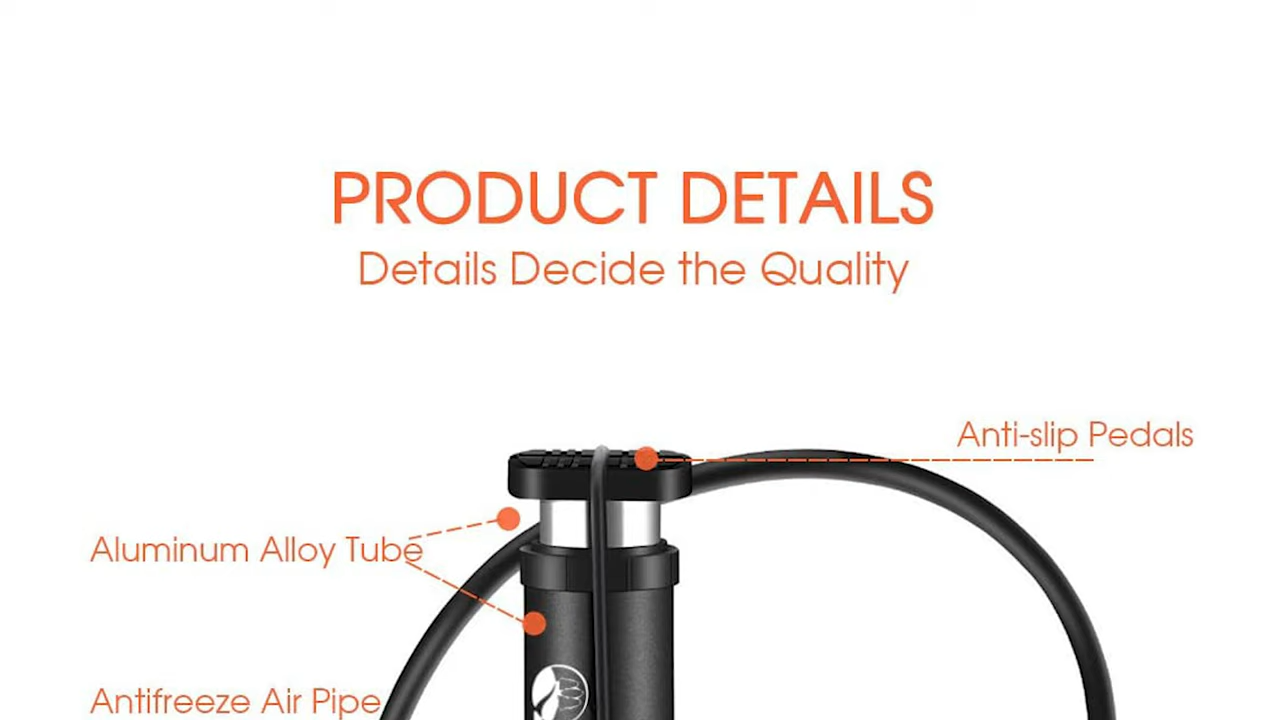 PRODUCT DETAILS
Details Decide the Quality
Anti-slip Pedals
Aluminum Alloy Tube
Antifreeze Air Pipe